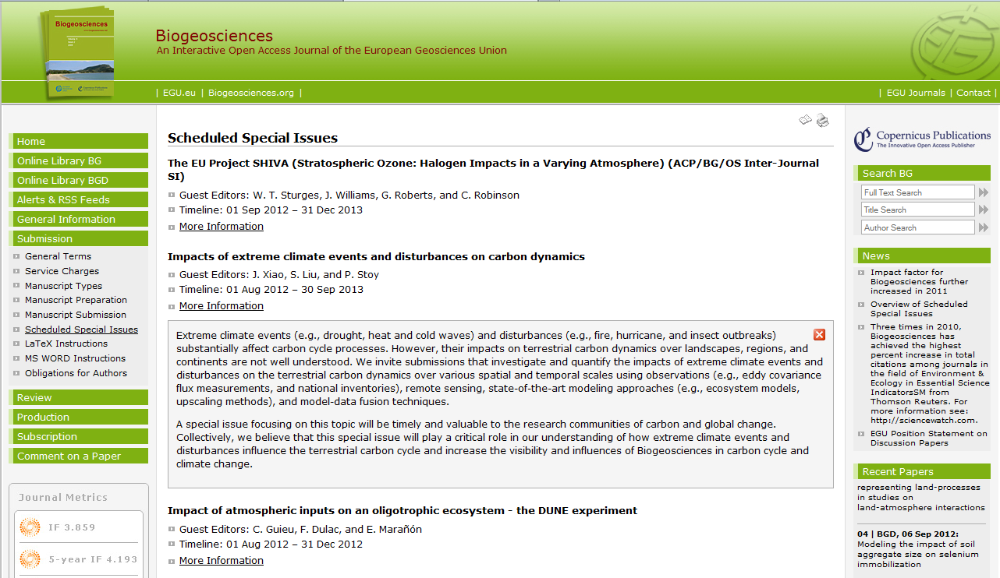 Biogeosciences
Biogeosciences
An Interactive Open Access Journal of the European Geosciences Union
| EGU.eu | Biogeosciences.org |
| EGU Journals | Contact |
Home
Online Library BG
Online Library BGD
Alerts & RSS Feeds
General Information
Submission
General Terms
Service Charges
Manuscript Types
Manuscript Preparation
Manuscript Submission
Scheduled Special Issues
LaTeX Instructions
MS WORD Instructions
Obligations for Authors
Review
Production
Subscription
Comment on a Paper
Journal Metrics
IF 3.859
5-year IF 4.193
Scheduled Special Issues
The EU Project SHIVA (Stratospheric Ozone: Halogen Impacts in a Varying Atmosphere) (ACP/BG/OS Inter-Journal
SI)
Guest Editors: W. T. Sturges, J. Williams, G. Roberts, and C. Robinson
Timeline: 01 Sep 2012 – 31 Dec 2013
More Information
Impacts of extreme climate events and disturbances on carbon dynamics
Guest Editors: J. Xiao, S. Liu, and P. Stoy
Timeline: 01 Aug 2012 – 30 Sep 2013
More Information
Extreme climate events (e.g., drought, heat and cold waves) and disturbances (e.g., fire, hurricane, and insect outbreaks)
substantially affect carbon cycle processes. However, their impacts on terrestrial carbon dynamics over landscapes, regions, and
continents are not well understood. We invite submissions that investigate and quantify the impacts of extreme climate events and
disturbances on the terrestrial carbon dynamics over various spatial and temporal scales using observations (e.g., eddy covariance
flux measurements, and national inventories), remote sensing, state-of-the-art modeling approaches (e.g., ecosystem models,
upscaling methods), and model-data fusion techniques.
A special issue focusing on this topic will be timely and valuable to the research communities of carbon and global change.
Collectively, we believe that this special issue will play a critical role in our understanding of how extreme climate events and
disturbances influence the terrestrial carbon cycle and increase the visibility and influences of Biogeosciences in carbon cycle and
climate change.
Impact of atmospheric inputs on an oligotrophic ecosystem - the DUNE experiment
Guest Editors: C. Guieu, F. Dulac, and E. Marañón
Timeline: 01 Aug 2012 – 31 Dec 2012
More Information
Copernicus Publications
The Innovative Open Access Publisher
Search BG
Full Text Search
Title Search
Author Search
News
Impact factor for
Biogeosciences further
increased in 2011
Overview of Scheduled
Special Issues
Three times in 2010,
Biogeosciences has
achieved the highest
percent increase in total
citations among journals in
the field of Environment &
Ecology in Essential Science
IndicatorsSM from
Thomson Reuters. For
more information see:
http://sciencewatch.com.
EGU Position Statement on
Discussion Papers
Recent Papers
representing land-processes
in studies on
land-atmosphere interactions
04 | BGD, 06 Sep 2012:
Modeling the impact of soil
aggregate size on selenium
immobilization